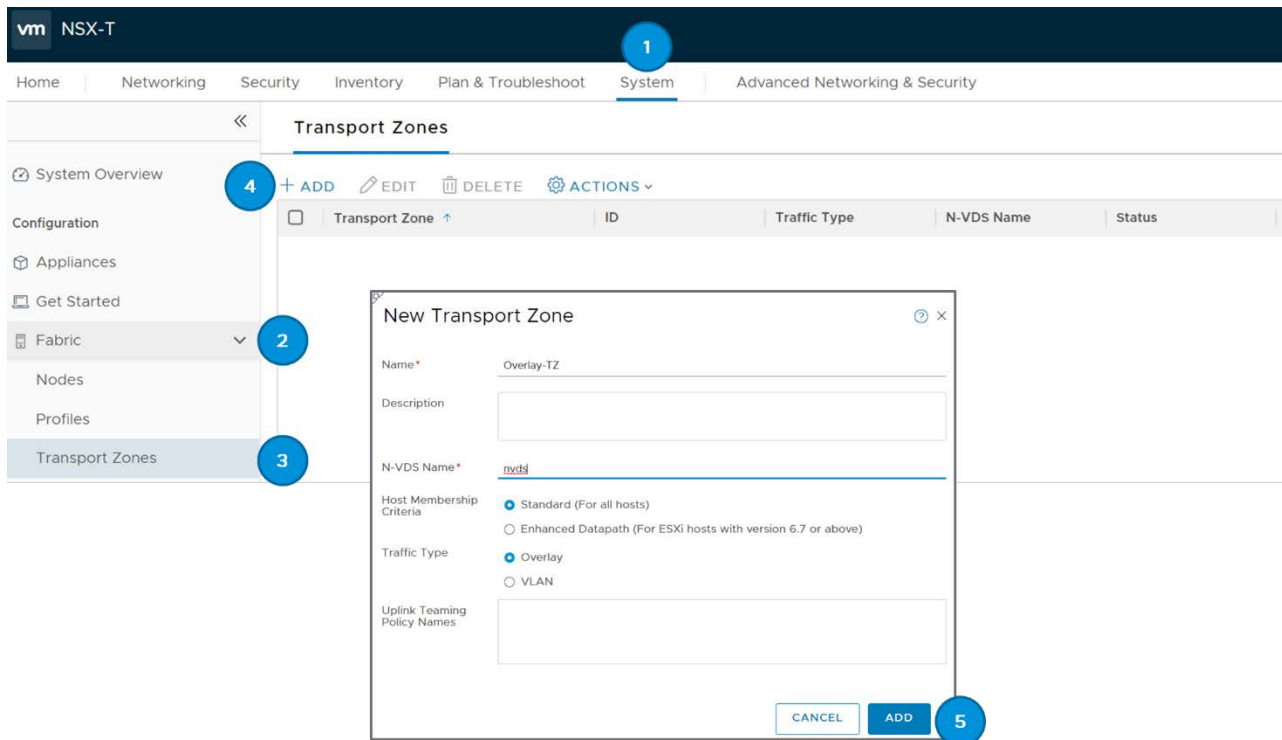 vm NSX-T
1
Home Networking Security Inventory Plan & Troubleshoot System Advanced Networking & Security
Transport Zones
System Overview
4 + ADD EDIT DELETE ACTIONS
Configuration
Transport Zone ↑ ID Traffic Type N-VDS Name Status
Appliances
Get Started
Fabric 2
Nodes
Profiles
Transport Zones 3
New Transport Zone
Name* Overlay-TZ
Description
N-VDS Name* nvds
Host Membership Criteria
Standard (For all hosts)
Enhanced Datapath (For ESXi hosts with version 6.7 or above)
Traffic Type
Overlay
VLAN
Uplink Teaming
Policy Names
CANCEL ADD 5